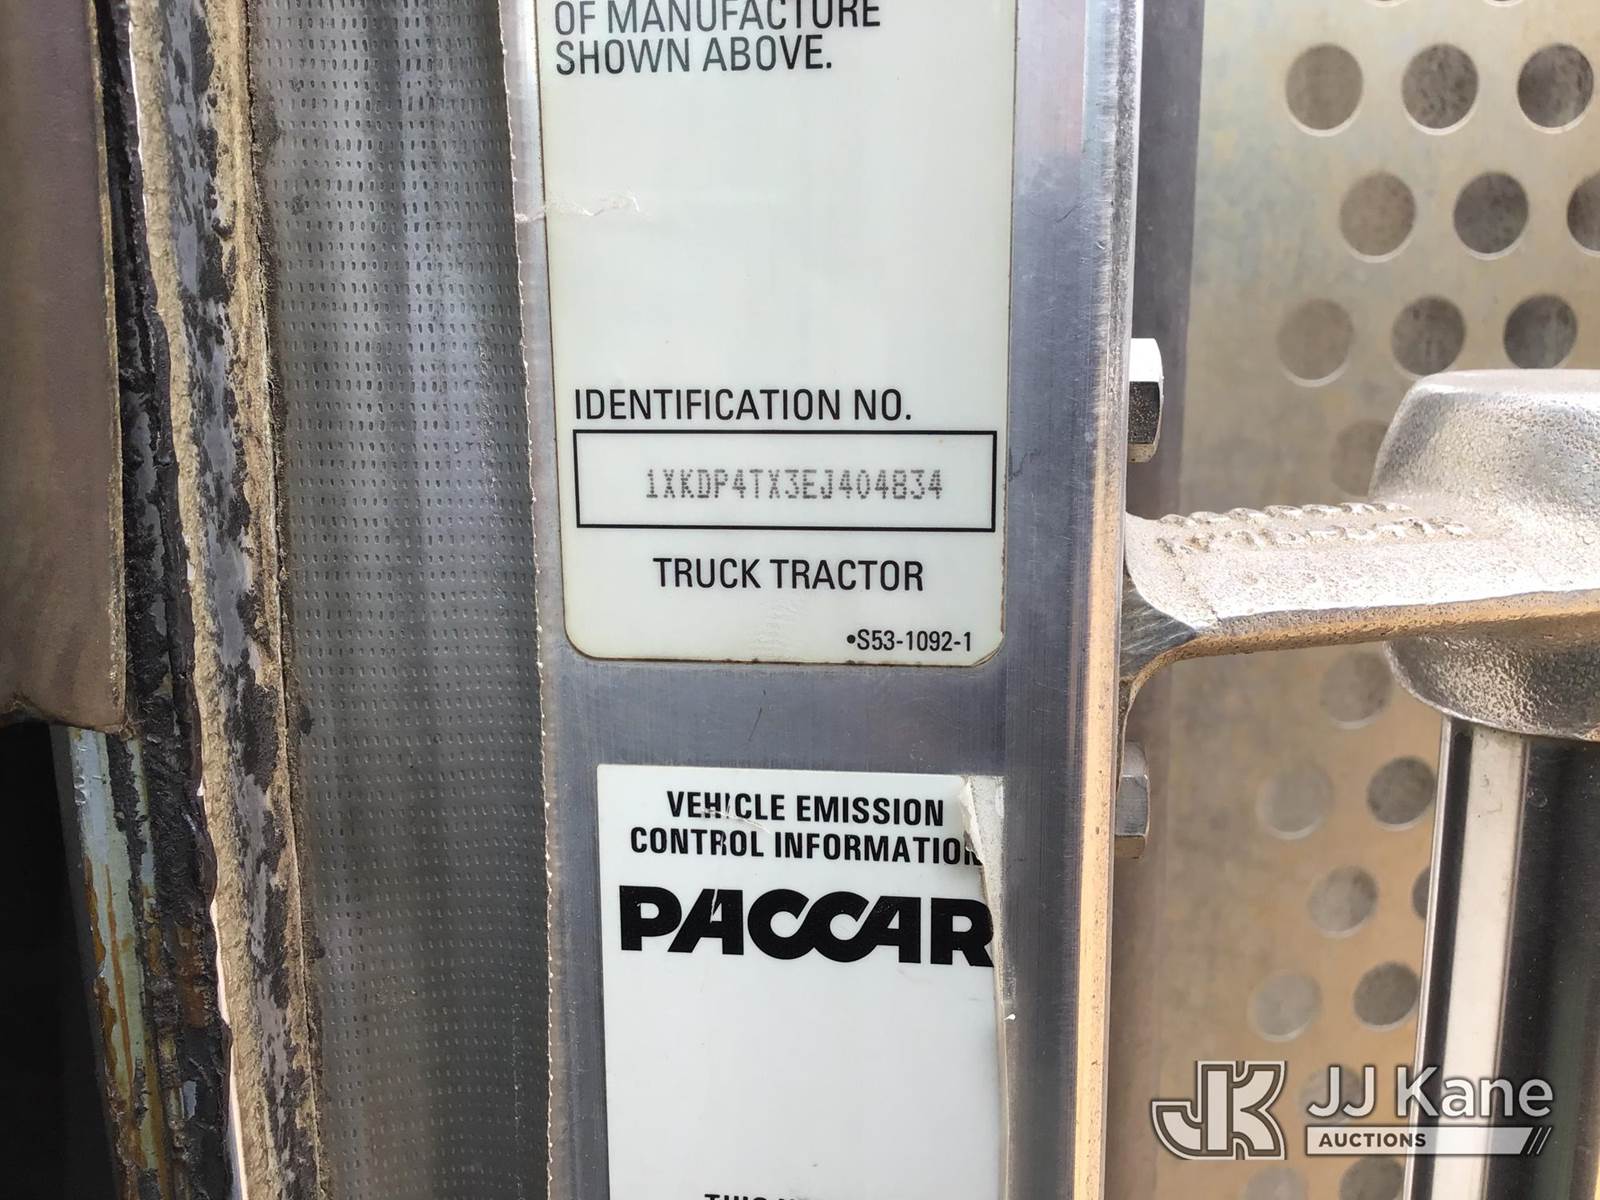 OF MANUFACTURE
SHOWN ABOVE.
IDENTIFICATION NO.
1XKDP4TX3EJ404834
TRUCK TRACTOR
•S53-1092-1
VEHICLE EMISSION
CONTROL INFORMATION
PACCAR
JJ Kane
AUCTIONS